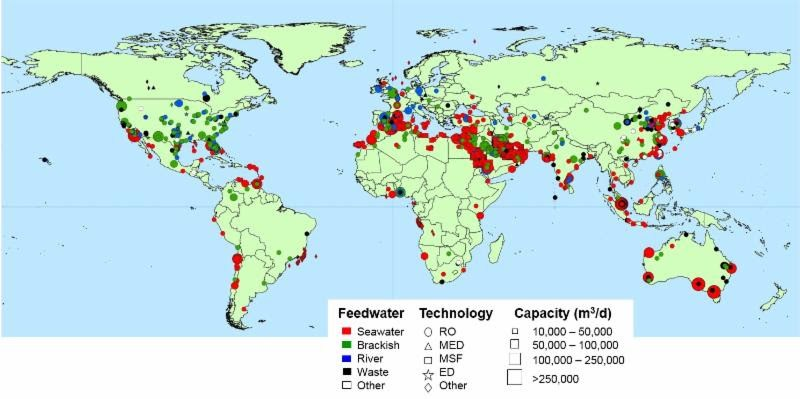 Feedwater Technology Capacity (m³/d)
Seawater RO 10,000 – 50,000
Brackish MED 50,000 – 100,000
River MSF 100,000 – 250,000
Waste ED >250,000
Other Other